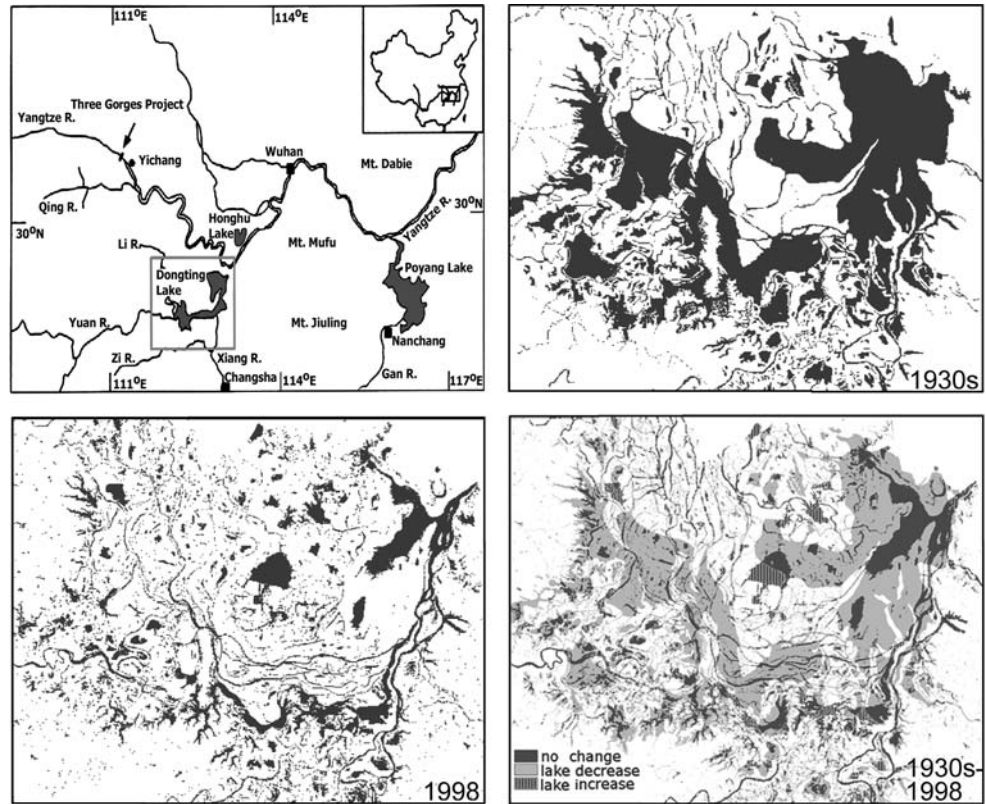 111°E
114°E
Three Gorges Project
Yangtze R.
Yichang
Wuhan
Mt. Dabie
Qing R.
30°N
Honghu
Lake
Yangtze R.
30°N
Mt. Mufu
Li R.
Dongting
Lake
Poyang Lake
Yuan R.
Mt. Jiuling
Nanchang
Zi R.
Xiang R.
Gan R.
111°E
Changsha
114°E
117°E
1930s
1998
no change
lake decrease
lake increase
1930s-
1998